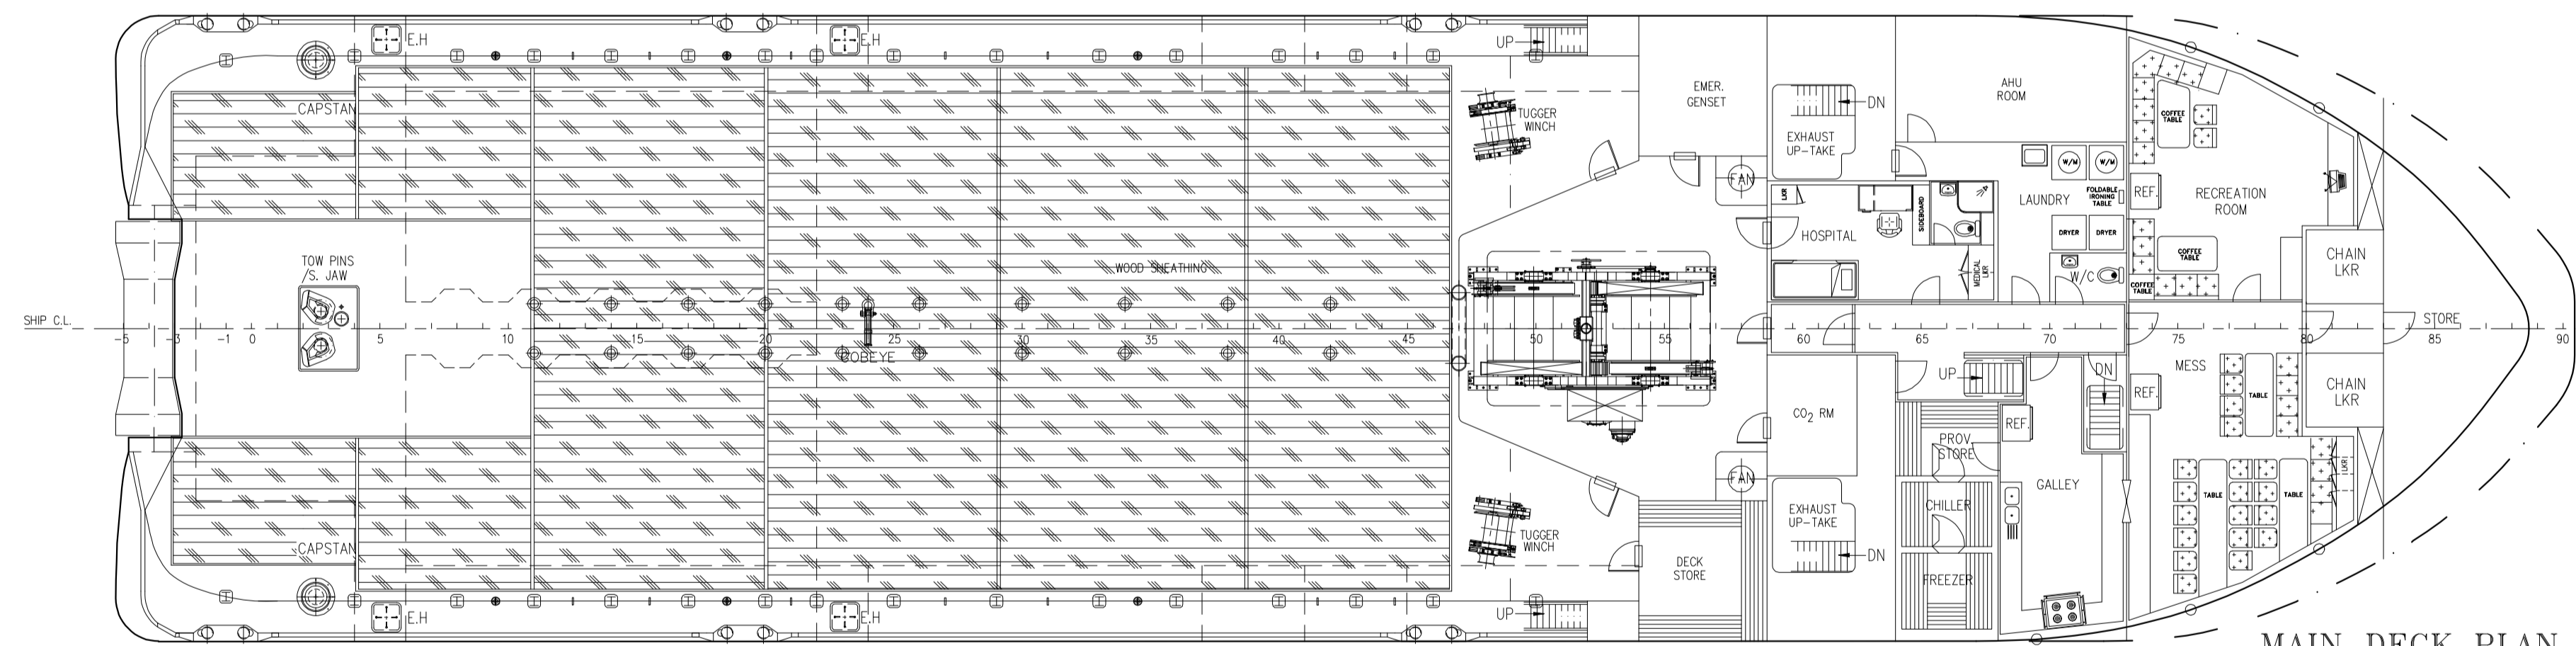 E.H
E.H
UP
CAPSTAN
TUGGER
WINCH
EMER.
GENSET
DN
EXHAUST
UP-TAKE
FAN
AHU
ROOM
W/M
W/M
COFFEE
TABLE
REF.
RECREATION
ROOM
LKR
SIDEBOARD
HOSPITAL
MEDICAL
LKR
LAUNDRY
FOLDABLE
IRONING
TABLE
DRYER
DRYER
W/C
COFFEE
TABLE
COFFEE
TABLE
CHAIN
LKR
TOW PINS
/S. JAW
WOOD SHEATHING
SHIP C.L.
STORE
-5
-3
-1
0
5
10
15
20
25
30
35
40
45
50
55
60
65
70
75
80
85
90
MESS
UP
DN
REF.
TABLE
CHAIN
LKR
CO2 RM
REF.
PROV.
STORE
GALLEY
CHILLER
FREEZER
TABLE
TABLE
LKR
FAN
EXHAUST
UP-TAKE
DN
DECK
STORE
TUGGER
WINCH
CAPSTAN
E.H
E.H
UP
MAIN DECK PLAN